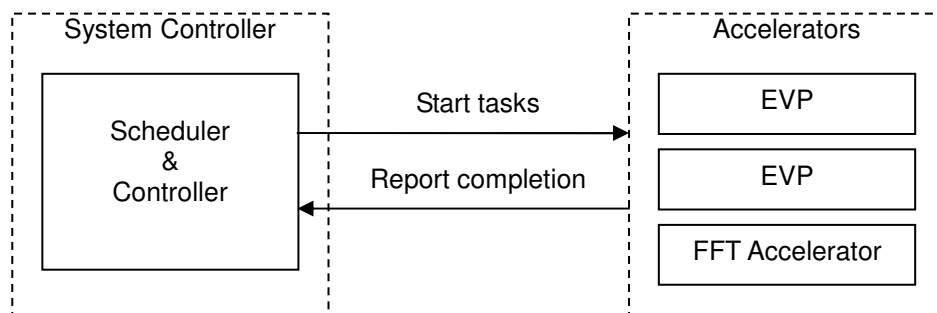 System Controller
Accelerators
Scheduler
&
Controller
Start tasks
Report completion
EVP
EVP
FFT Accelerator